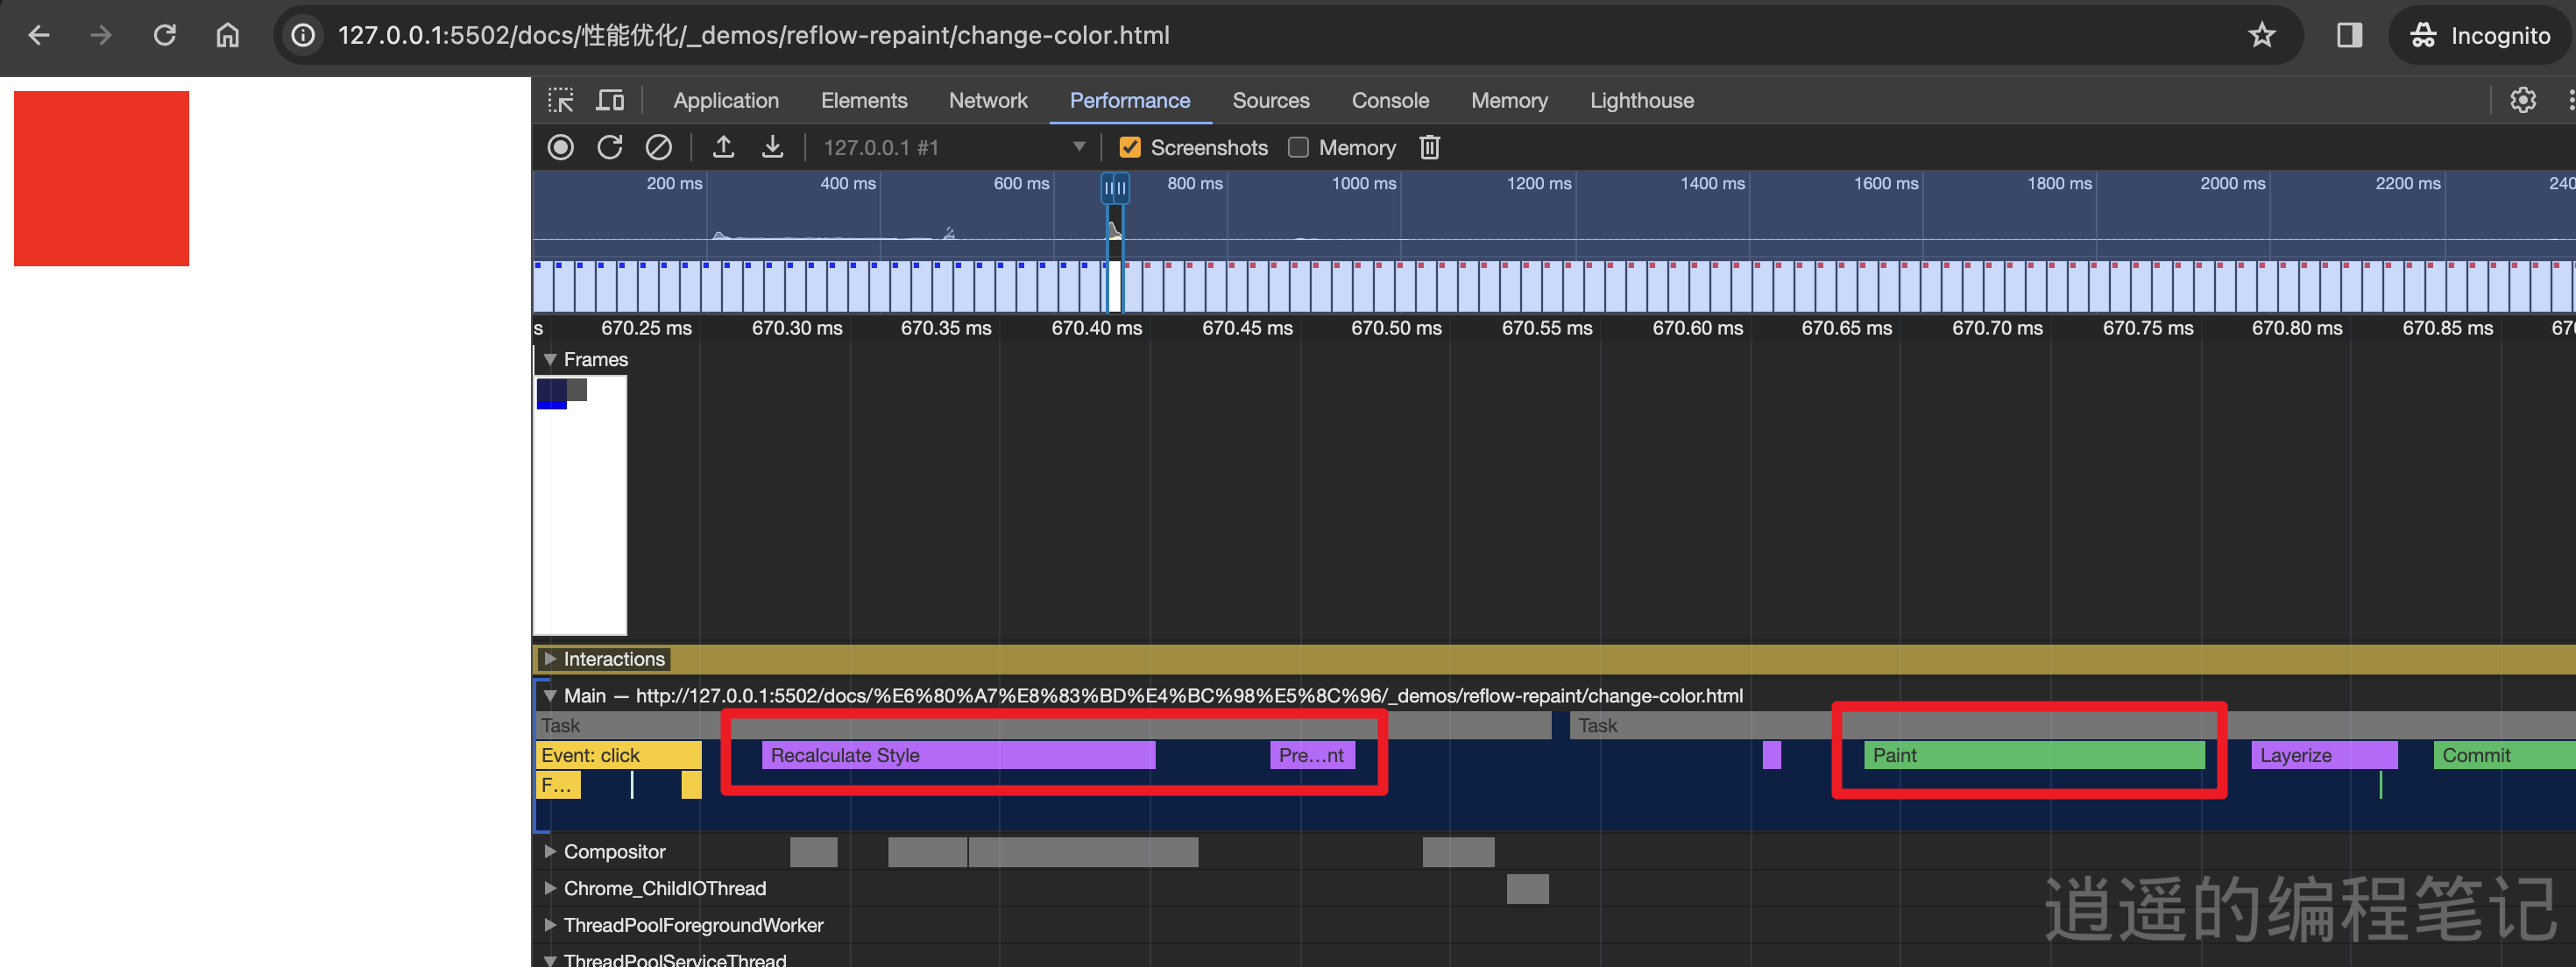 127.0.0.1:5502/docs/性能优化/_demos/reflow-repaint/change-color.html
Incognito
Application Elements Network Performance Sources Console Memory Lighthouse
127.0.0.1 #1 Screenshots Memory
200 ms 400 ms 600 ms 800 ms 1000 ms 1200 ms 1400 ms 1600 ms 1800 ms 2000 ms 2200 ms 240
s 670.25 ms 670.30 ms 670.35 ms 670.40 ms 670.45 ms 670.50 ms 670.55 ms 670.60 ms 670.65 ms 670.70 ms 670.75 ms 670.80 ms 670.85 ms 670
Frames
Interactions
Main — http://127.0.0.1:5502/docs/%E6%80%A7%E8%83%BD%E4%BC%98%E5%8C%96/_demos/reflow-repaint/change-color.html
Task Task
Event: click Recalculate Style Pre…nt Paint Layerize Commit
F…
Compositor
Chrome_ChildIOThread
ThreadPoolForegroundWorker
ThreadPoolServiceThread
逍遥的编程笔记